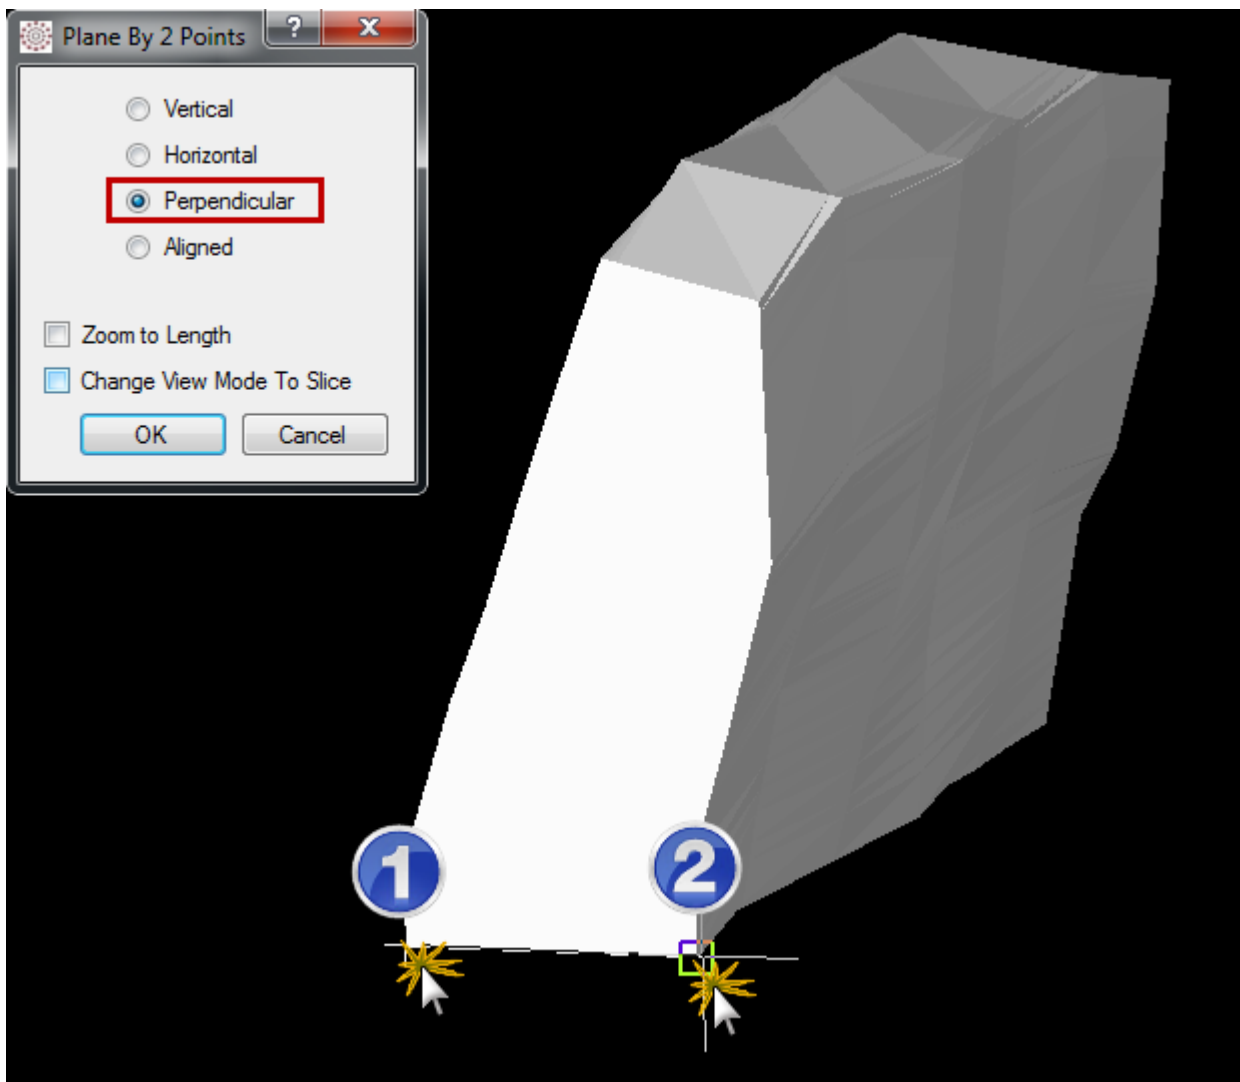 Plane By 2 Points
?
X
Vertical
Horizontal
Perpendicular
Aligned
Zoom to Length
Change View Mode To Slice
OK
Cancel
1
2